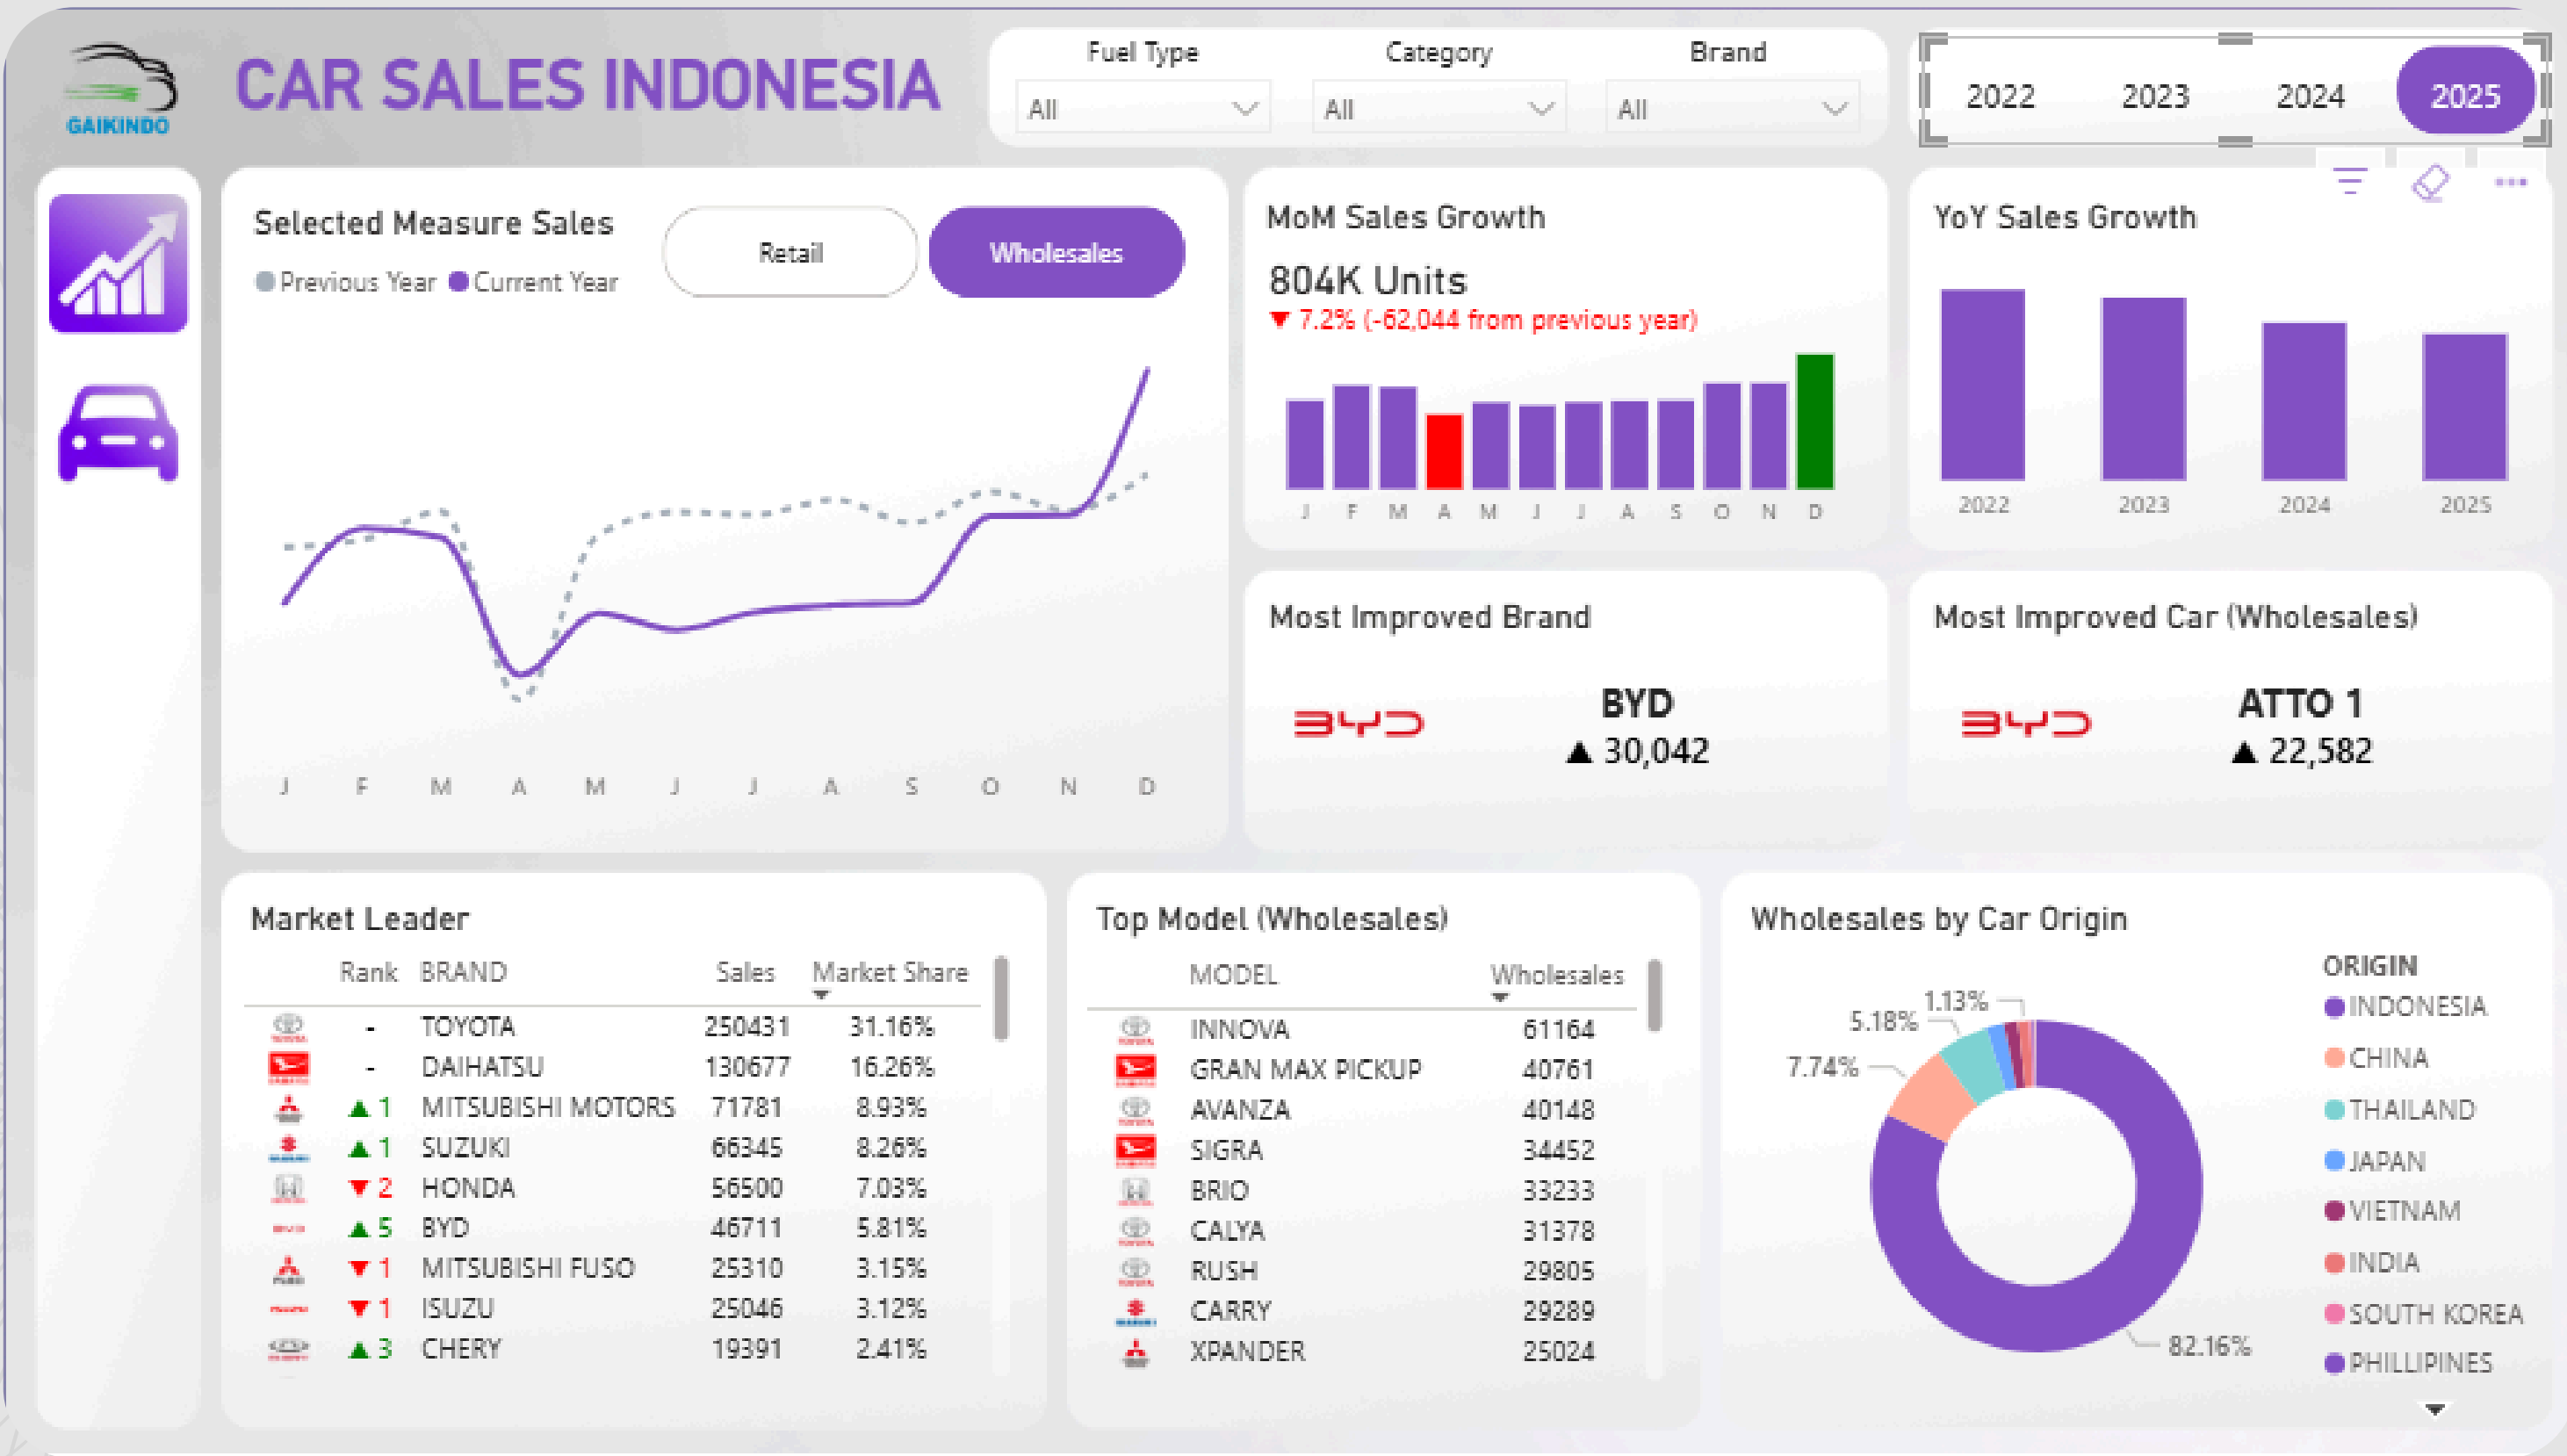 GAIKINDO
CAR SALES INDONESIA
Fuel Type Category Brand
All All All
2022 2023 2024 2025
Selected Measure Sales
Previous Year Current Year
Retail Wholesales
J F M A M J J A S O N D
MoM Sales Growth
804K Units
▼ 7.2% (-62,044 from previous year)
J F M A M J J A S O N D
YoY Sales Growth
2022 2023 2024 2025
Most Improved Brand
BYD BYD
▲ 30,042
Most Improved Car (Wholesales)
BYD ATTO 1
▲ 22,582
Market Leader
Rank BRAND Sales Market Share
- TOYOTA 250431 31.16%
- DAIHATSU 130677 16.26%
▲ 1 MITSUBISHI MOTORS 71781 8.93%
▲ 1 SUZUKI 66345 8.26%
▼ 2 HONDA 56500 7.03%
▲ 5 BYD 46711 5.81%
▼ 1 MITSUBISHI FUSO 25310 3.15%
▼ 1 ISUZU 25046 3.12%
▲ 3 CHERY 19391 2.41%
Top Model (Wholesales)
MODEL Wholesales
INNOVA 61164
GRAN MAX PICKUP 40761
AVANZA 40148
SIGRA 34452
BRIO 33233
CALYA 31378
RUSH 29805
CARRY 29289
XPANDER 25024
Wholesales by Car Origin
1.13%
5.18%
7.74%
82.16%
ORIGIN
INDONESIA
CHINA
THAILAND
JAPAN
VIETNAM
INDIA
SOUTH KOREA
PHILLIPINES